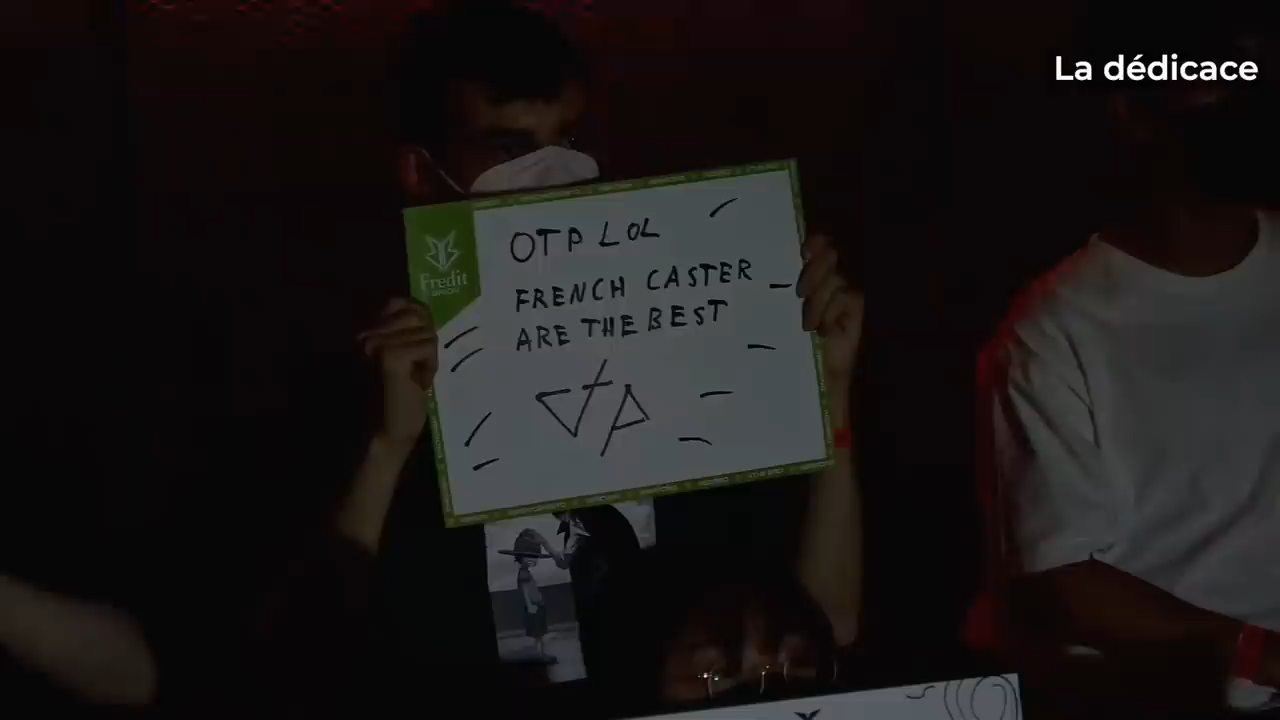 La dédicace
OTP LOL
FRENCH CASTER
ARE THE BEST
Fredit